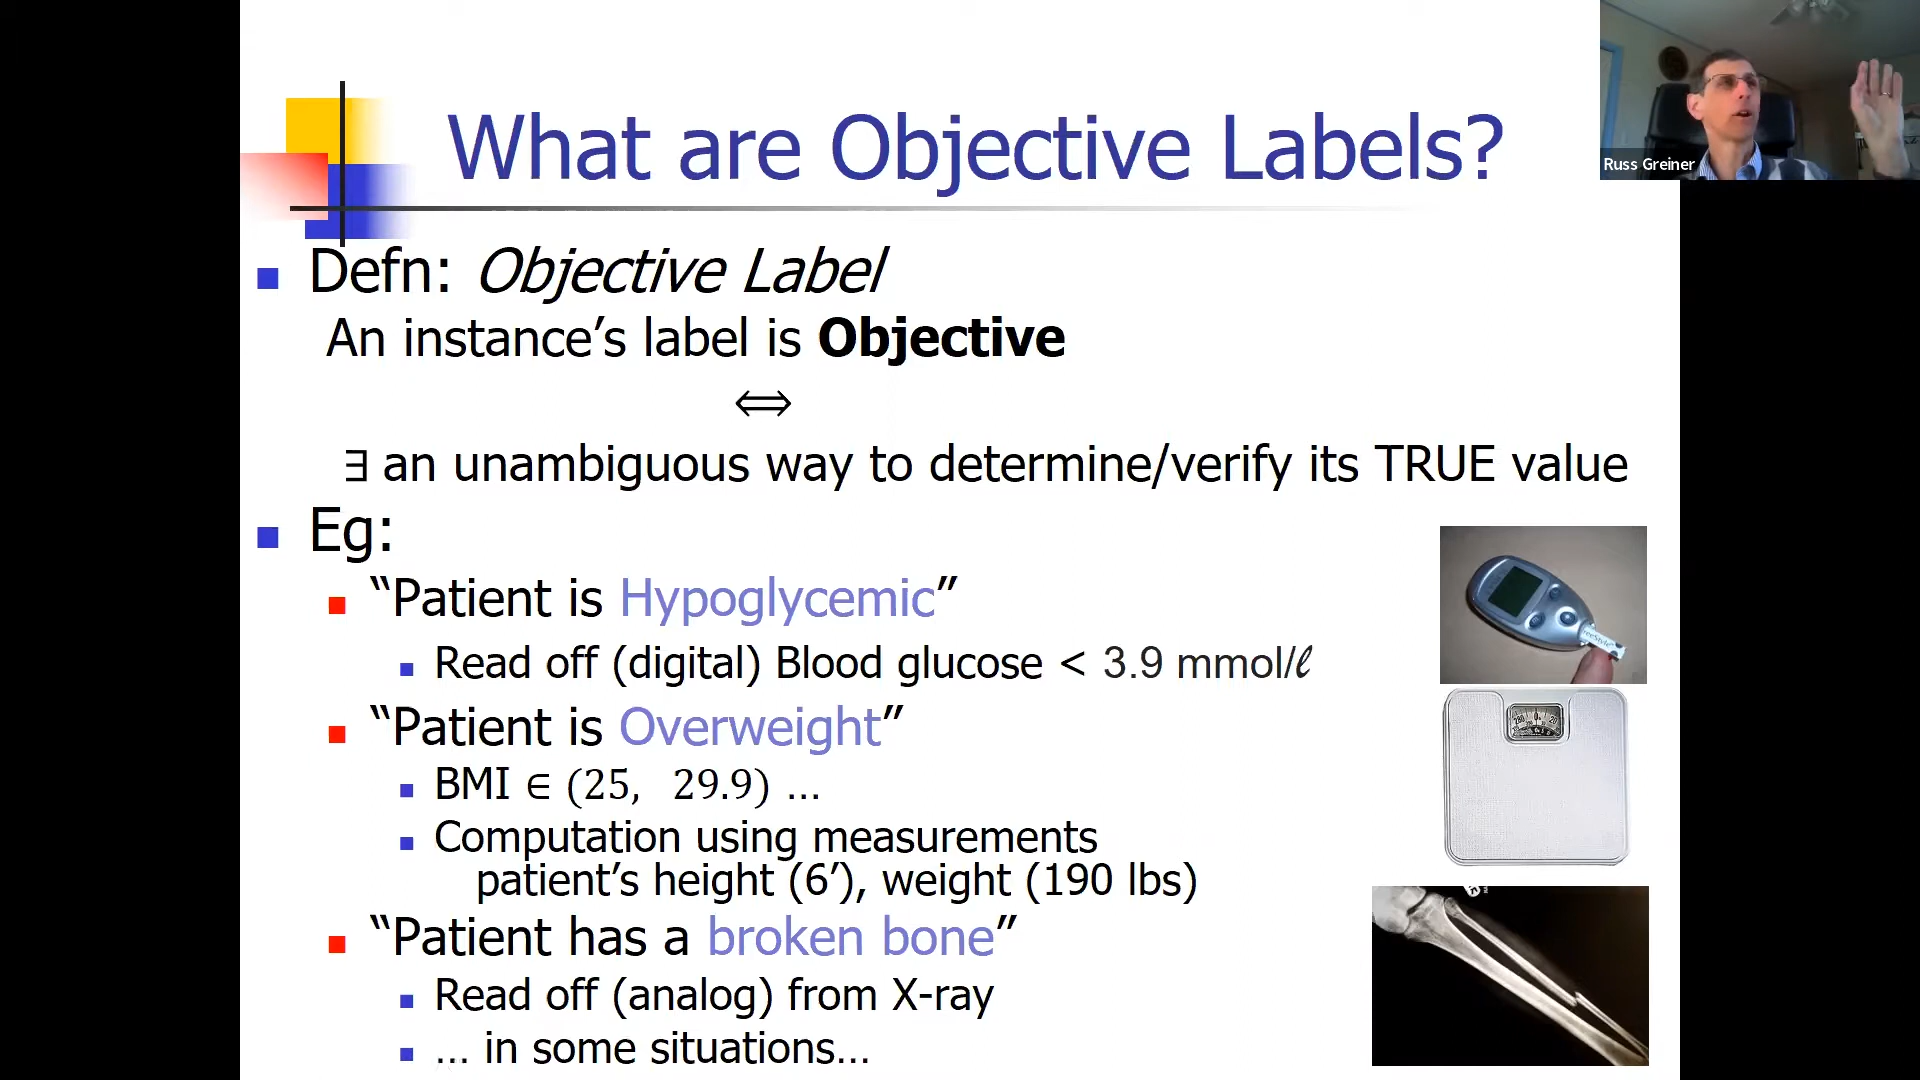 What are Objective Labels?
Russ Greiner
Defn: Objective Label
An instance’s label is Objective
⟺
∃ an unambiguous way to determine/verify its TRUE value
Eg:
“Patient is Hypoglycemic”
Read off (digital) Blood glucose < 3.9 mmol/ℓ
“Patient is Overweight”
BMI ∈ (25, 29.9) …
Computation using measurements
patient’s height (6’), weight (190 lbs)
“Patient has a broken bone”
Read off (analog) from X-ray
… in some situations…